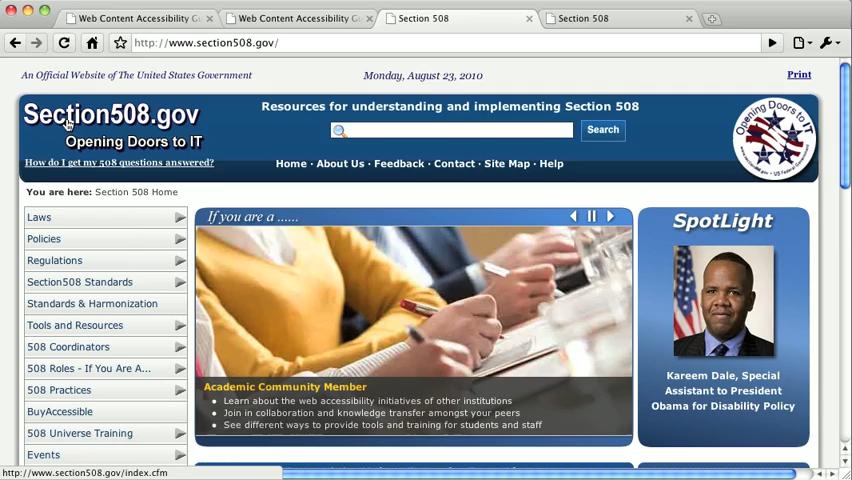 Web Content Accessibility G
Web Content Accessibility G
Section 508
Section 508
http://www.section508.gov/
An Official Website of The United States Government
Monday, August 23, 2010
Print
Section508.gov
Opening Doors to IT
How do I get my 508 questions answered?
Resources for understanding and implementing Section 508
Search
Home · About Us · Feedback · Contact · Site Map · Help
Opening Doors to IT
You are here: Section 508 Home
Laws
Policies
Regulations
Section508 Standards
Standards & Harmonization
Tools and Resources
508 Coordinators
508 Roles - If You Are A...
508 Practices
BuyAccessible
508 Universe Training
Events
If you are a ......
Academic Community Member
Learn about the web accessibility initiatives of other institutions
Join in collaboration and knowledge transfer amongst your peers
See different ways to provide tools and training for students and staff
SpotLight
Kareem Dale, Special
Assistant to President
Obama for Disability Policy
http://www.section508.gov/index.cfm